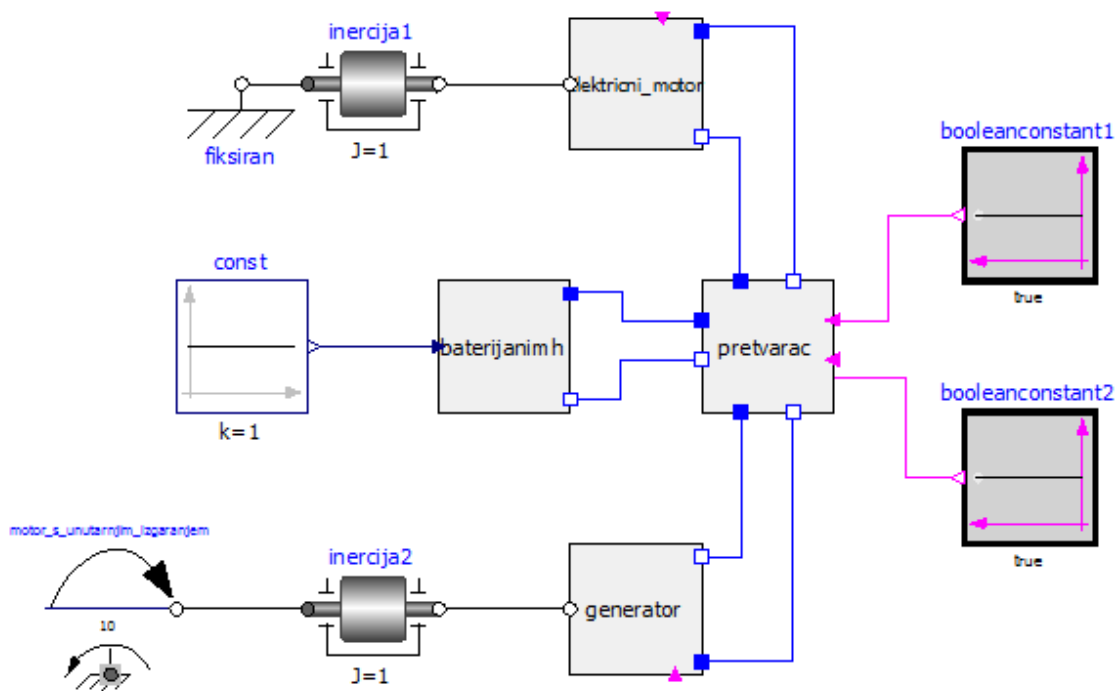 inercija1
J=1
fiksiran
lektricni_motor
booleanconstant1
true
const
k=1
baterijanimh
pretvarac
booleanconstant2
true
motor_s_unutarnjim_izgaranjem
10
inercija2
J=1
generator